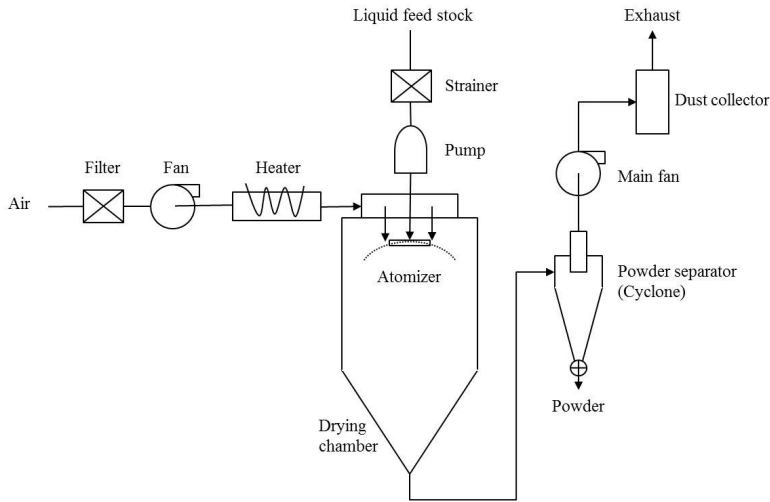 Liquid feed stock
Exhaust
Strainer
Dust collector
Pump
Filter
Fan
Heater
Main fan
Air
Atomizer
Powder separator
(Cyclone)
Powder
Drying
chamber